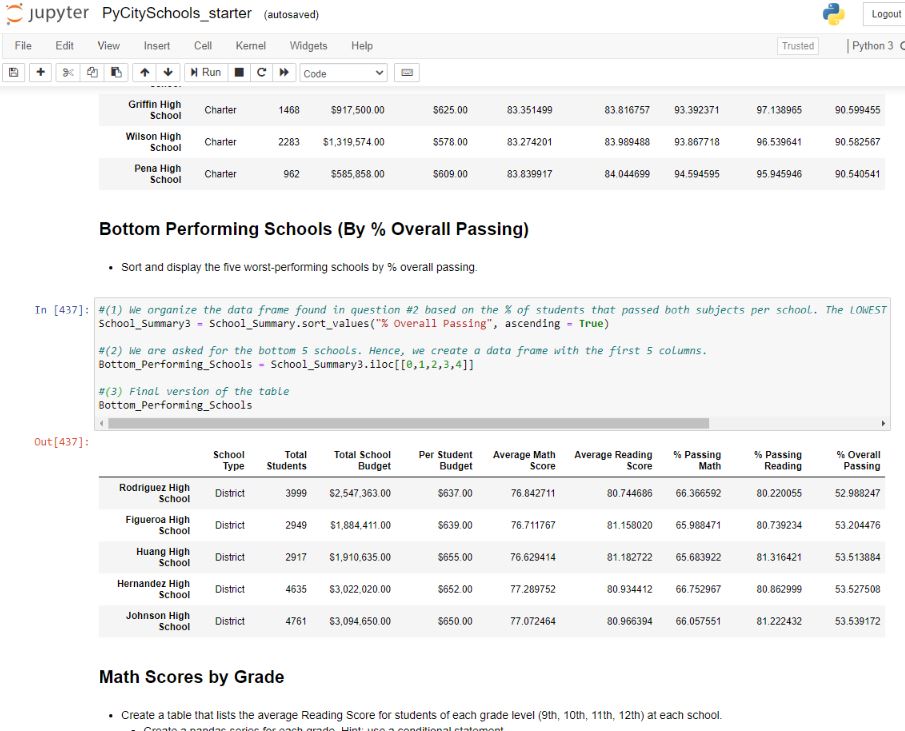 jupyter PyCitySchools_starter (autosaved) Logout
File Edit View Insert Cell Kernel Widgets Help Trusted Python 3
Run Code
Griffin High School Charter 1468 $917,500.00 $625.00 83.351499 83.816757 93.392371 97.138965 90.599455
Wilson High School Charter 2283 $1,319,574.00 $578.00 83.274201 83.989488 93.867718 96.539641 90.582567
Pena High School Charter 962 $585,858.00 $609.00 83.839917 84.044699 94.594595 95.945946 90.540541
Bottom Performing Schools (By % Overall Passing)
• Sort and display the five worst-performing schools by % overall passing.
In [437]: #(1) We organize the data frame found in question #2 based on the % of students that passed both subjects per school. The LOWEST
School_Summary3 = School_Summary.sort_values("% Overall Passing", ascending = True)
#(2) We are asked for the bottom 5 schools. Hence, we create a data frame with the first 5 columns.
Bottom_Performing_Schools = School_Summary3.iloc[[0,1,2,3,4]]
#(3) Final version of the table
Bottom_Performing_Schools
Out[437]:
School Type Total Students Total School Budget Per Student Budget Average Math Score Average Reading Score % Passing Math % Passing Reading % Overall Passing
Rodriguez High School District 3999 $2,547,363.00 $637.00 76.842711 80.744686 66.366592 80.220055 52.988247
Figueroa High School District 2949 $1,884,411.00 $639.00 76.711767 81.158020 65.988471 80.739234 53.204476
Huang High School District 2917 $1,910,635.00 $655.00 76.629414 81.182722 65.683922 81.316421 53.513884
Hernandez High School District 4635 $3,022,020.00 $652.00 77.289752 80.934412 66.752967 80.862999 53.527508
Johnson High School District 4761 $3,094,650.00 $650.00 77.072464 80.966394 66.057551 81.222432 53.539172
Math Scores by Grade
• Create a table that lists the average Reading Score for students of each grade level (9th, 10th, 11th, 12th) at each school.
Create a pandas series for each grade. Hint: use a conditional statement.